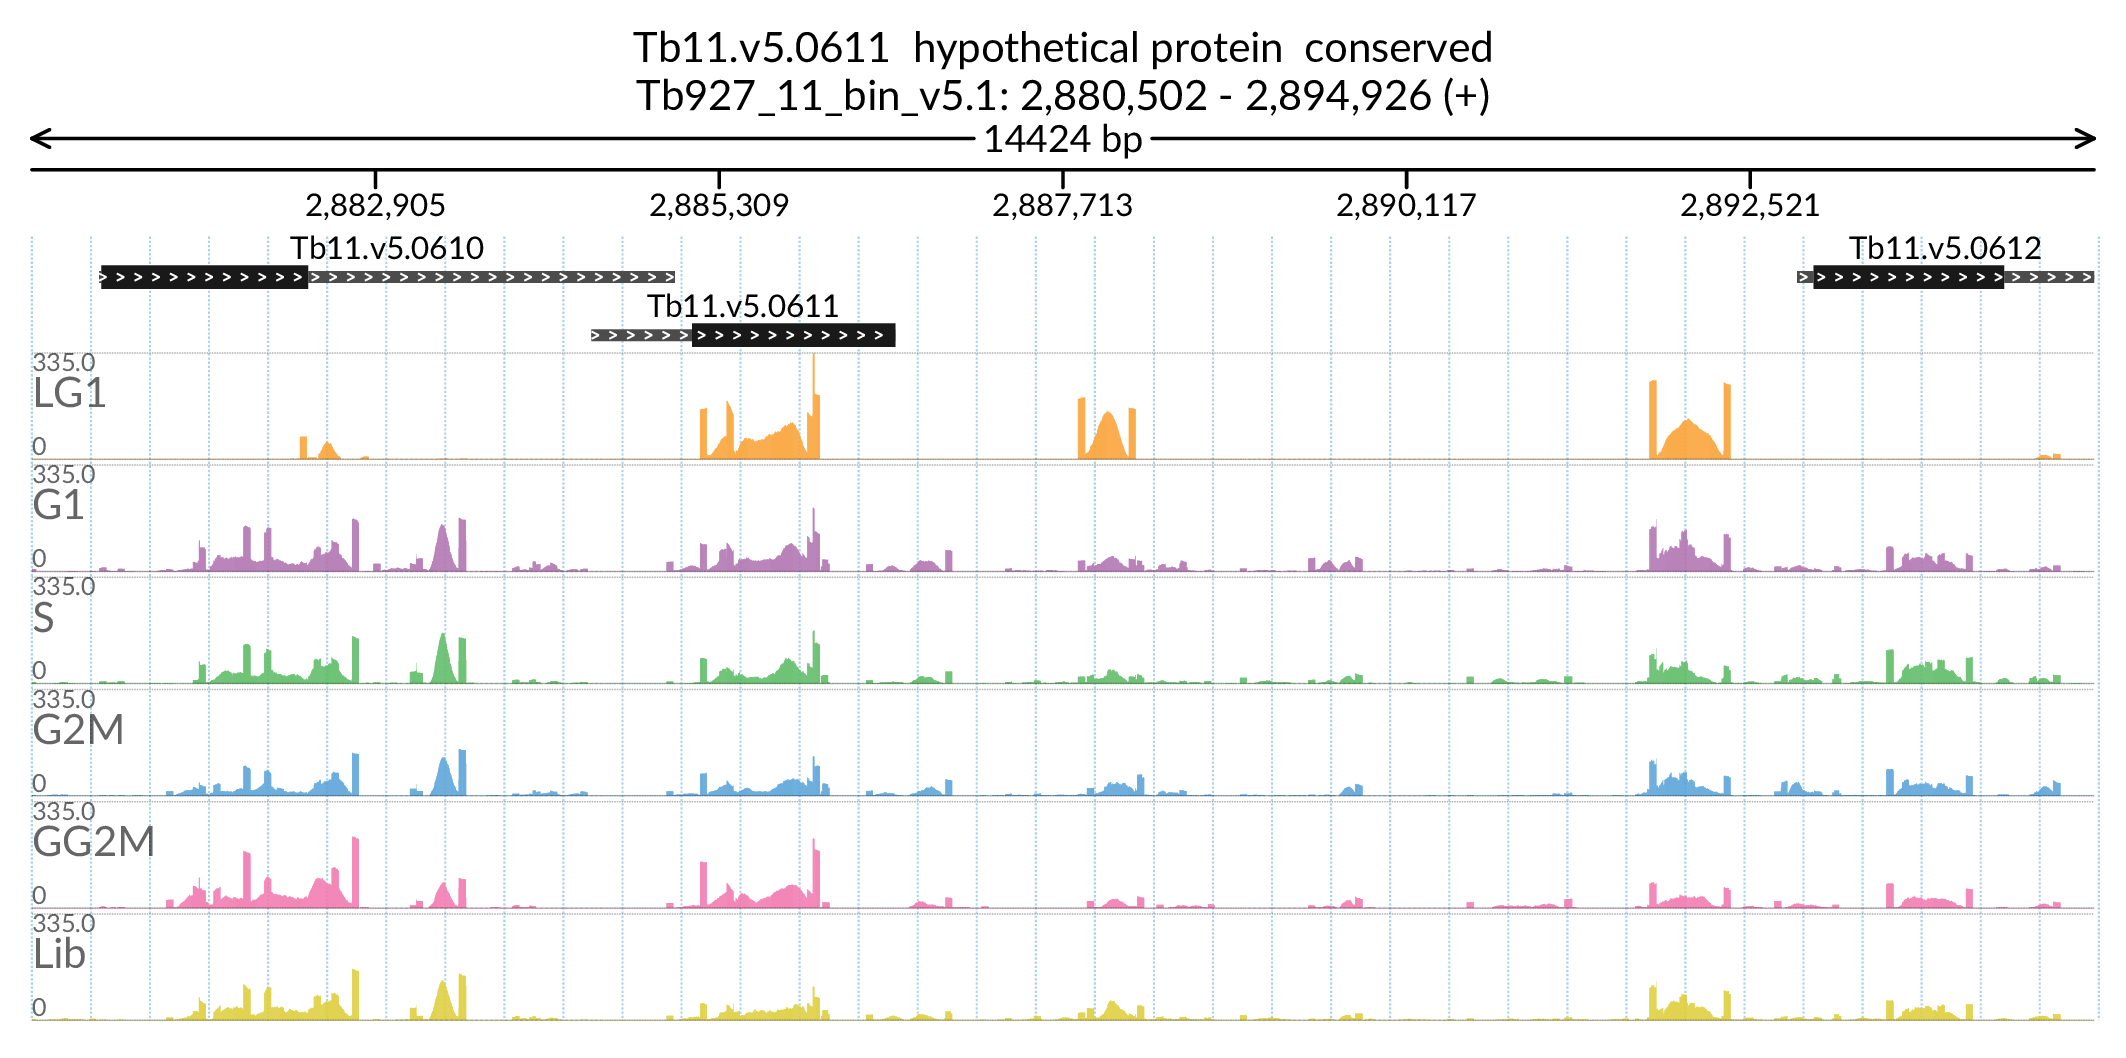 Tb11.v5.0611  hypothetical protein  conserved
Tb927_11_bin_v5.1: 2,880,502 - 2,894,926 (+)
14424 bp
2,882,905
2,885,309
2,887,713
2,890,117
2,892,521
Tb11.v5.0610
Tb11.v5.0612
Tb11.v5.0611
335.0
LG1
0
335.0
G1
0
335.0
S
0
335.0
G2M
0
335.0
GG2M
0
335.0
Lib
0